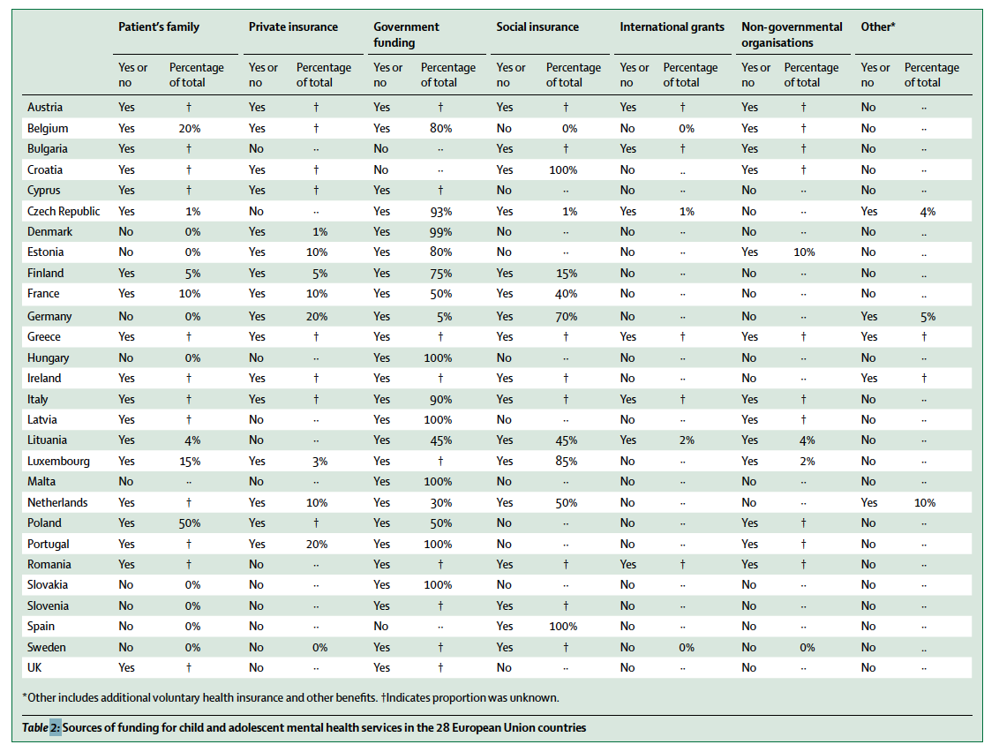 Patient's family Private insurance Government funding Social insurance International grants Non-governmental organisations Other*
Yes or no Percentage of total Yes or no Percentage of total Yes or no Percentage of total Yes or no Percentage of total Yes or no Percentage of total Yes or no Percentage of total Yes or no Percentage of total
Austria Yes † Yes † Yes † Yes † Yes † Yes † No ··
Belgium Yes 20% Yes † Yes 80% No 0% No 0% Yes † No ··
Bulgaria Yes † No ·· No ·· Yes † Yes † Yes † No ··
Croatia Yes † Yes † No ·· Yes 100% No .. Yes † No ··
Cyprus Yes † Yes † Yes † No ·· No ·· No ·· No ··
Czech Republic Yes 1% No ·· Yes 93% Yes 1% Yes 1% No ·· Yes 4%
Denmark No 0% Yes 1% Yes 99% No ·· No ·· No ·· No ..
Estonia No 0% Yes 10% Yes 80% No ·· No ·· Yes 10% No ..
Finland Yes 5% Yes 5% Yes 75% Yes 15% No ·· No ·· No ..
France Yes 10% Yes 10% Yes 50% Yes 40% No ·· No ·· No ..
Germany No 0% Yes 20% Yes 5% Yes 70% No ·· No ·· Yes 5%
Greece Yes † Yes † Yes † Yes † Yes † Yes † Yes †
Hungary No 0% No ·· Yes 100% No ·· No ·· No ·· No ··
Ireland Yes † Yes † Yes † Yes † No ·· No ·· Yes †
Italy Yes † Yes † Yes 90% Yes † Yes † Yes † No ··
Latvia Yes † No ·· Yes 100% No ·· No ·· Yes † No ··
Lituania Yes 4% No ·· Yes 45% Yes 45% Yes 2% Yes 4% No ··
Luxembourg Yes 15% Yes 3% Yes † Yes 85% No ·· Yes 2% No ··
Malta No ·· No ·· Yes 100% No ·· No ·· No ·· No ··
Netherlands Yes † Yes 10% Yes 30% Yes 50% No ·· No ·· Yes 10%
Poland Yes 50% Yes † Yes 50% No ·· No ·· Yes † No ··
Portugal Yes † Yes 20% Yes 100% No ·· No ·· Yes † No ··
Romania Yes † No ·· Yes † Yes † Yes † Yes † No ··
Slovakia No 0% No ·· Yes 100% No ·· No ·· No ·· No ··
Slovenia No 0% No ·· Yes † Yes † No ·· No ·· No ··
Spain No 0% No ·· No ·· Yes 100% No ·· No ·· No ··
Sweden No 0% No 0% Yes † Yes † No 0% No 0% No ..
UK Yes † No ·· Yes † No ·· No ·· No ·· No ··
*Other includes additional voluntary health insurance and other benefits. †Indicates proportion was unknown.
Table 2: Sources of funding for child and adolescent mental health services in the 28 European Union countries